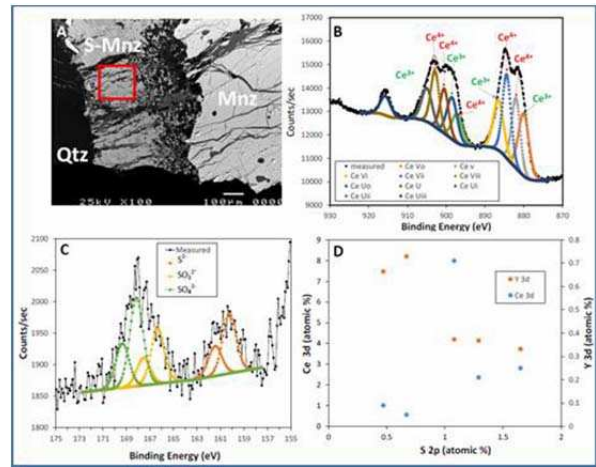 A
S-Mnz
Mnz
Qtz
25kV X100 100µm 0000
B
Ce4+
Ce4+
Ce4+
Ce4+
Ce3+
Ce3+
Ce3+
Ce4+
Ce3+
17000
16000
15000
14000
13000
12000
11000
10000
Counts/sec
measured Ce Vo Ce v
Ce Vi Ce Vii Ce Viii
Ce Uo Ce U Ce Ui
Ce Uii Ce Uiii
930 920 910 900 890 880 870
Binding Energy (eV)
C
Measured
S2-
SO32-
SO42-
2100
2050
2000
1950
1900
1850
1800
Counts/sec
175 173 171 169 167 165 163 161 159 157 155
Binding Energy (eV)
D
Y 3d
Ce 3d
9
8
7
6
5
4
3
2
1
0
Ce 3d (atomic %)
0.8
0.7
0.6
0.5
0.4
0.3
0.2
0.1
0
Y 3d (atomic %)
0 0.5 1 1.5 2
S 2p (atomic %)